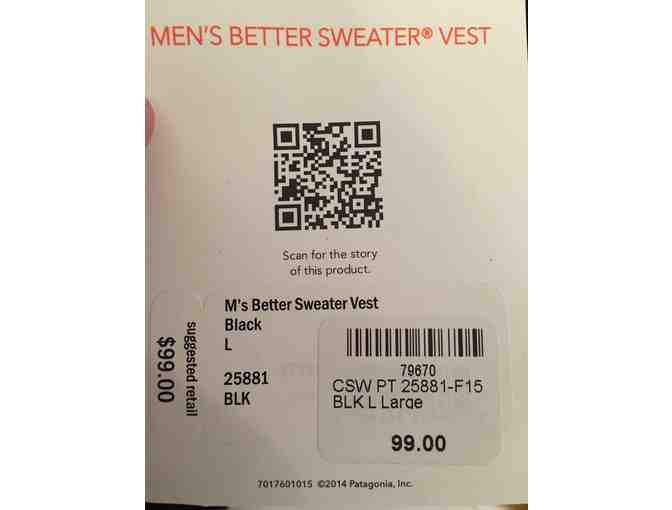 MEN'S BETTER SWEATER® VEST
Scan for the story
of this product.
M's Better Sweater Vest
Black
L
25881
BLK
suggested retail
$99.00
79670
CSW PT 25881-F15
BLK L Large
99.00
7017601015 ©2014 Patagonia, Inc.